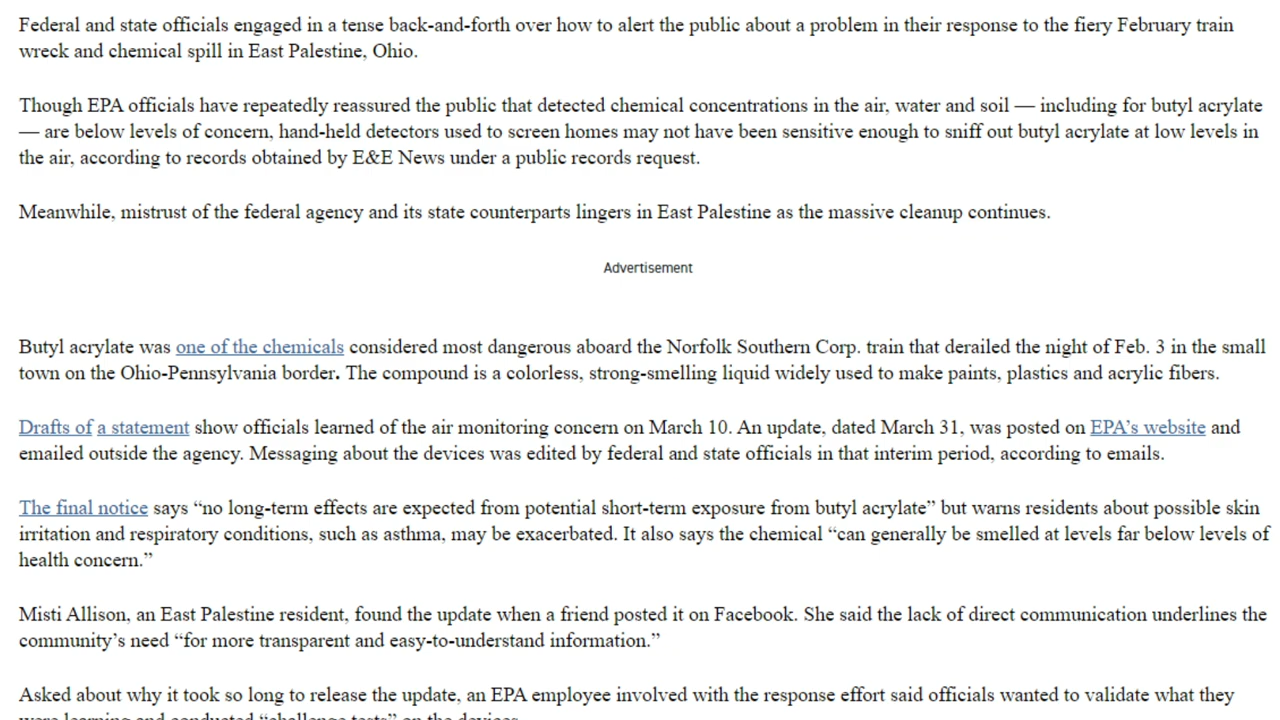 Federal and state officials engaged in a tense back-and-forth over how to alert the public about a problem in their response to the fiery February train
wreck and chemical spill in East Palestine, Ohio.
Though EPA officials have repeatedly reassured the public that detected chemical concentrations in the air, water and soil — including for butyl acrylate
— are below levels of concern, hand-held detectors used to screen homes may not have been sensitive enough to sniff out butyl acrylate at low levels in
the air, according to records obtained by E&E News under a public records request.
Meanwhile, mistrust of the federal agency and its state counterparts lingers in East Palestine as the massive cleanup continues.
Advertisement
Butyl acrylate was one of the chemicals considered most dangerous aboard the Norfolk Southern Corp. train that derailed the night of Feb. 3 in the small
town on the Ohio-Pennsylvania border. The compound is a colorless, strong-smelling liquid widely used to make paints, plastics and acrylic fibers.
Drafts of a statement show officials learned of the air monitoring concern on March 10. An update, dated March 31, was posted on EPA’s website and
emailed outside the agency. Messaging about the devices was edited by federal and state officials in that interim period, according to emails.
The final notice says “no long-term effects are expected from potential short-term exposure from butyl acrylate” but warns residents about possible skin
irritation and respiratory conditions, such as asthma, may be exacerbated. It also says the chemical “can generally be smelled at levels far below levels of
health concern.”
Misti Allison, an East Palestine resident, found the update when a friend posted it on Facebook. She said the lack of direct communication underlines the
community’s need “for more transparent and easy-to-understand information.”
Asked about why it took so long to release the update, an EPA employee involved with the response effort said officials wanted to validate what they
were learning and conducted “challenge tests” on the devices.